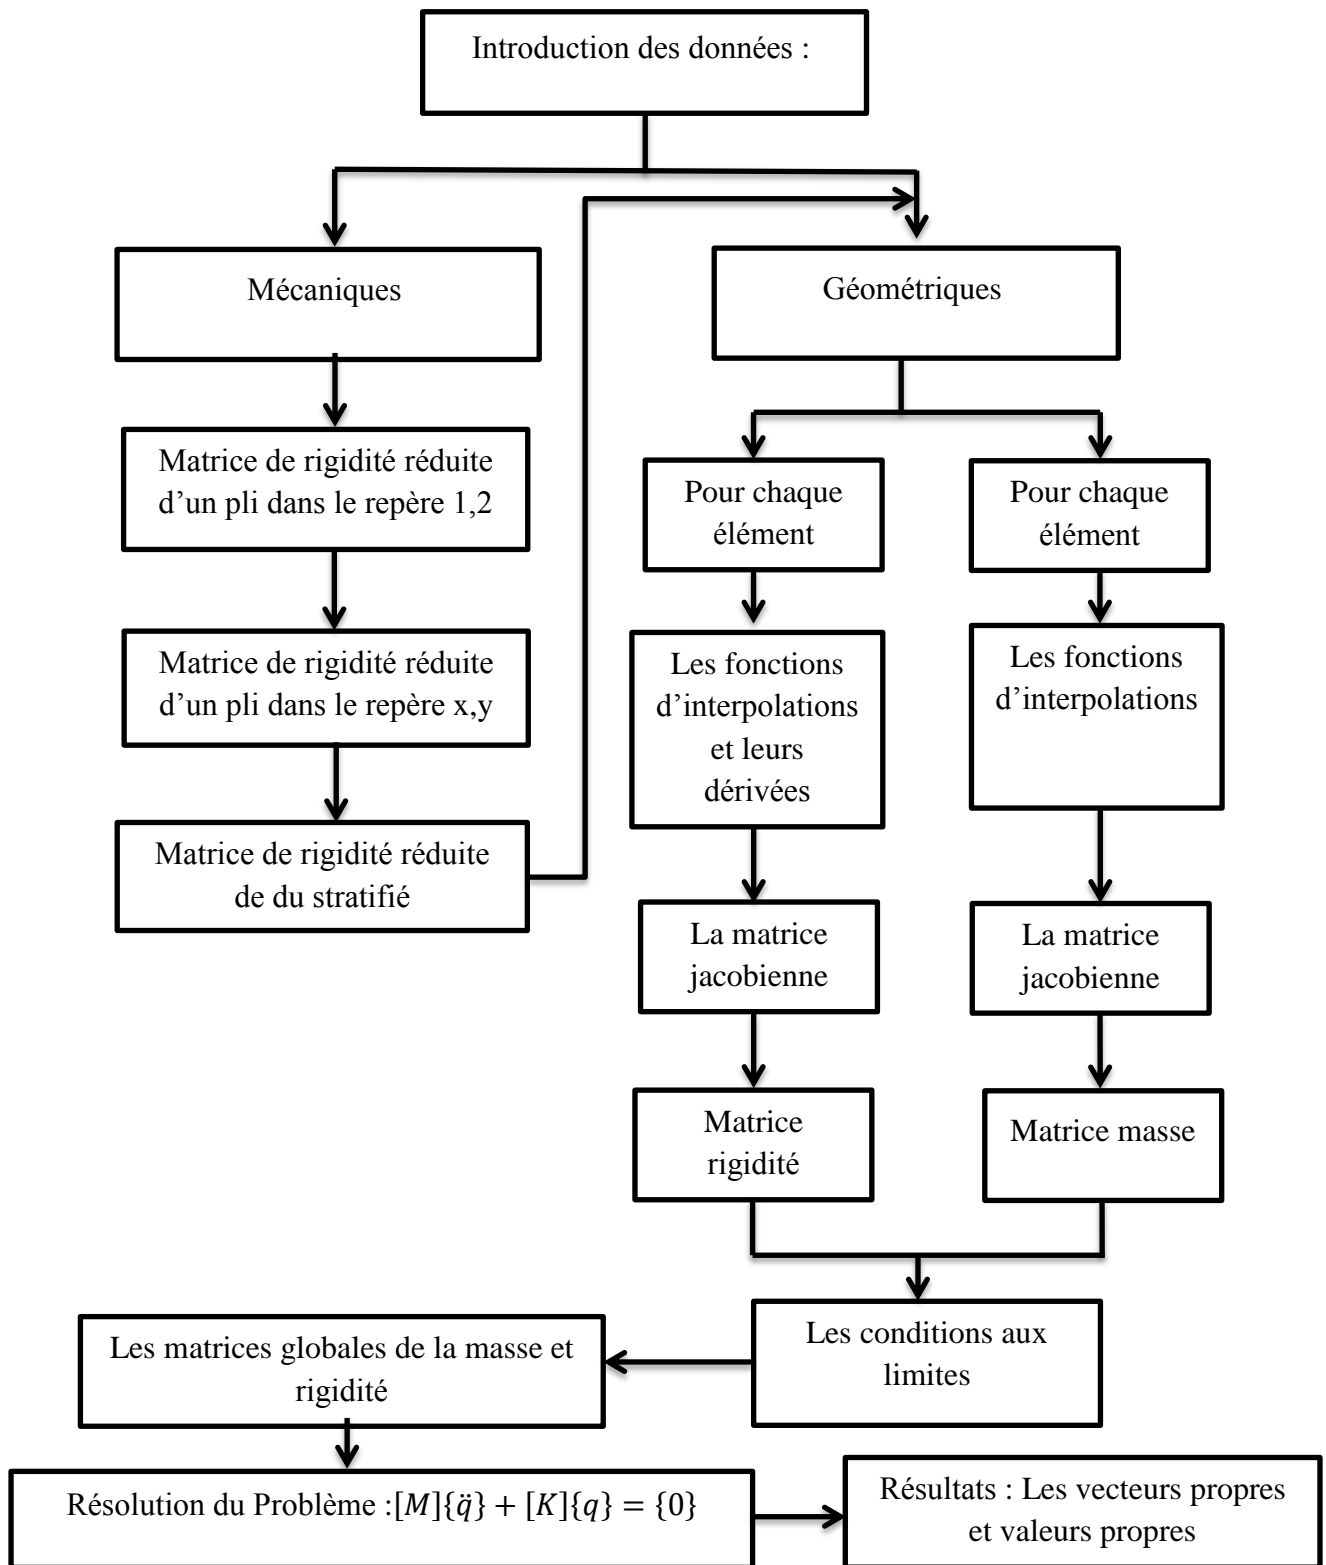 Introduction des données :
Mécaniques
Géométriques
Matrice de rigidité réduite
d’un pli dans le repère 1,2
Matrice de rigidité réduite
d’un pli dans le repère x,y
Matrice de rigidité réduite
de du stratifié
Pour chaque
élément
Les fonctions
d’interpolations
et leurs
dérivées
La matrice
jacobienne
Matrice
rigidité
Pour chaque
élément
Les fonctions
d’interpolations
La matrice
jacobienne
Matrice masse
Les conditions aux
limites
Les matrices globales de la masse et
rigidité
Résolution du Problème :[M]{q̈} + [K]{q} = {0}
Résultats : Les vecteurs propres
et valeurs propres